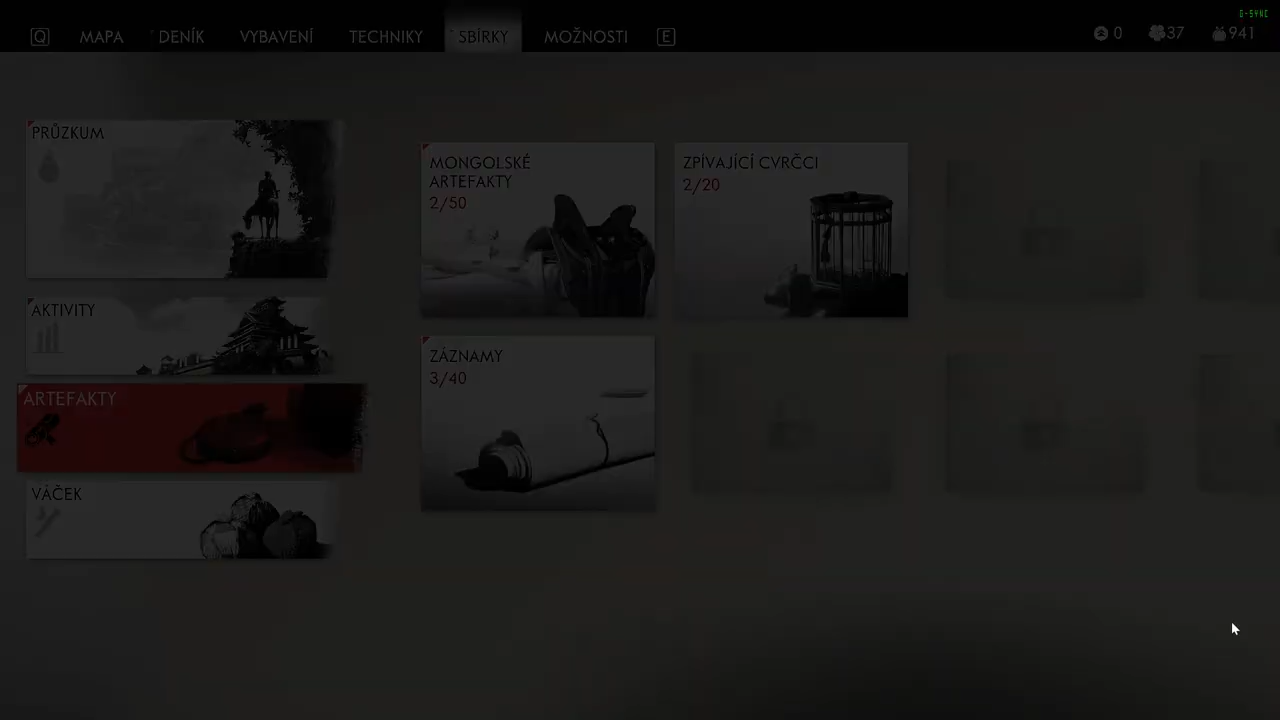 G-SYNC
Q MAPA DENÍK VYBAVENÍ TECHNIKY SBÍRKY MOŽNOSTI E 0 37 941
PRŮZKUM
AKTIVITY
ARTEFAKTY
VÁČEK
MONGOLSKÉ
ARTEFAKTY
2/50
ZPÍVAJÍCÍ CVRČCI
2/20
ZÁZNAMY
3/40